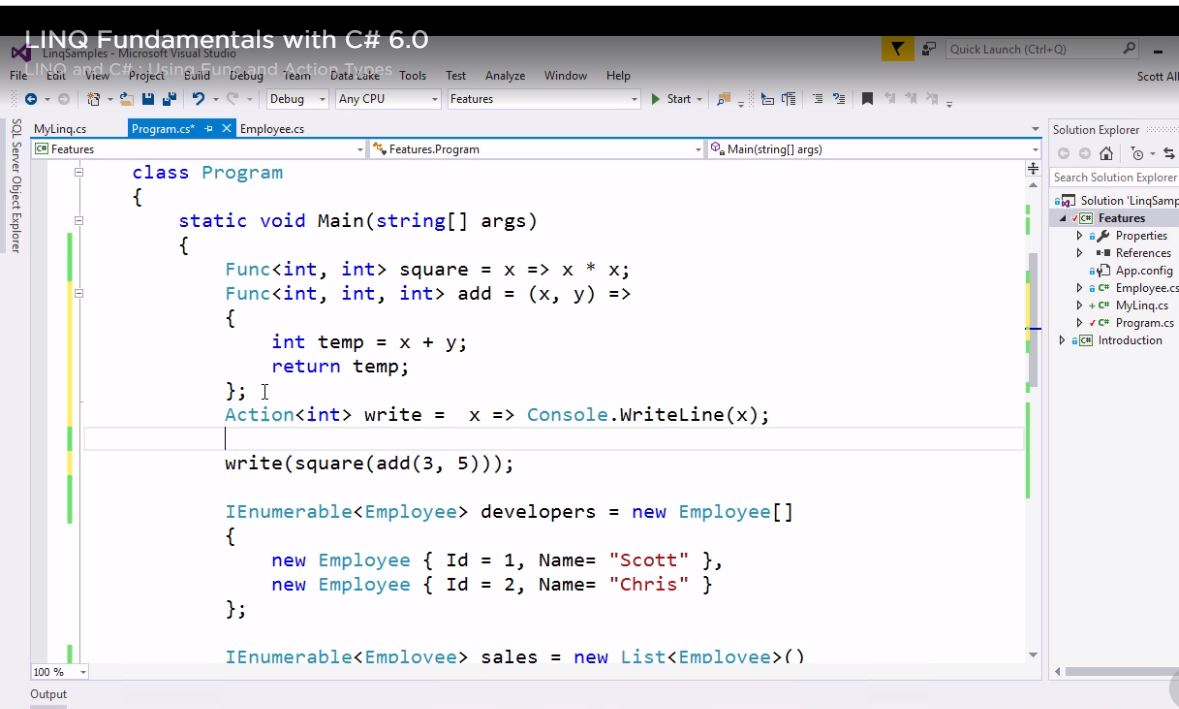 LINQ Fundamentals with C# 6.0
LinqSamples - Microsoft Visual Studio
Quick Launch (Ctrl+Q)
LINQ and C#: Using Func and Action Types
File Edit View Project Build Debug Team Data Lake Tools Test Analyze Window Help
Scott All
Debug Any CPU Features Start
SQL Server Object Explorer
MyLinq.cs Program.cs* Employee.cs
Features Features.Program Main(string[] args)
class Program
{
static void Main(string[] args)
{
Func<int, int> square = x => x * x;
Func<int, int, int> add = (x, y) =>
{
int temp = x + y;
return temp;
};
Action<int> write =  x => Console.WriteLine(x);
write(square(add(3, 5)));
IEnumerable<Employee> developers = new Employee[]
{
new Employee { Id = 1, Name= "Scott" },
new Employee { Id = 2, Name= "Chris" }
};
IEnumerable<Employee> sales = new List<Employee>()
100 %
Output
Solution Explorer
Search Solution Explorer
Solution 'LinqSamp
Features
Properties
References
App.config
Employee.cs
MyLinq.cs
Program.cs
Introduction